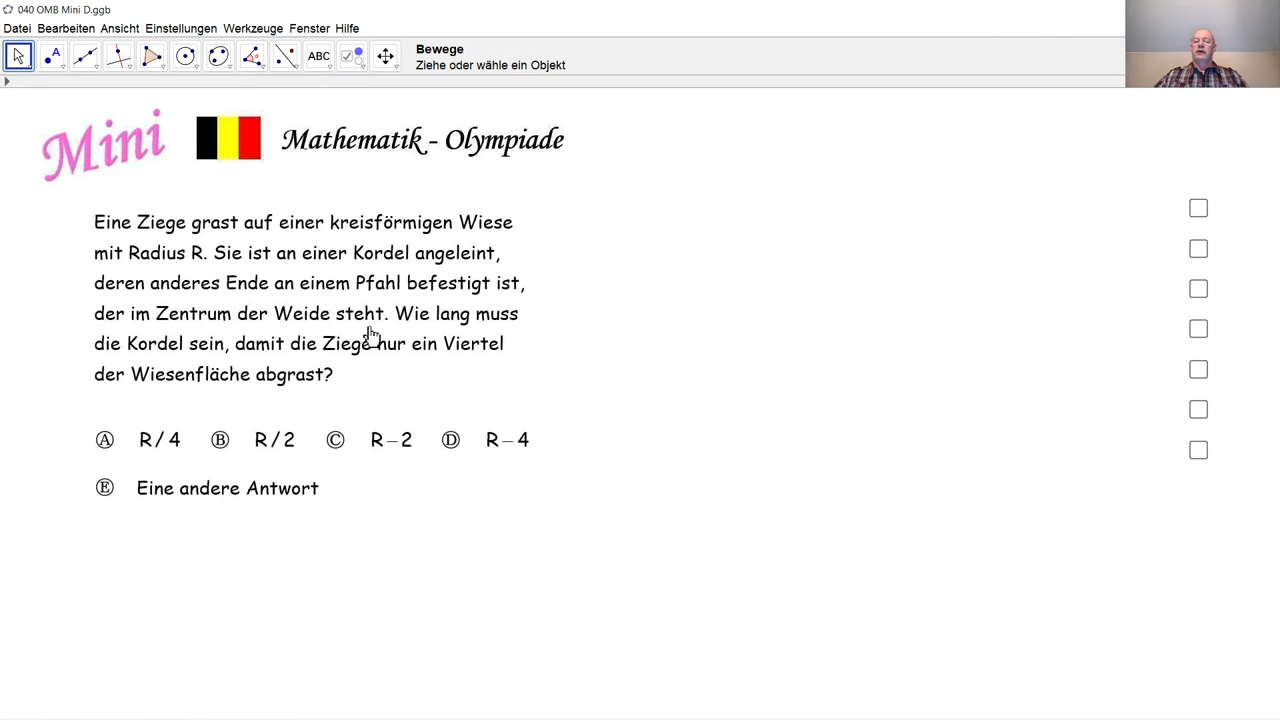 040 OMB Mini D.ggb
Datei Bearbeiten Ansicht Einstellungen Werkzeuge Fenster Hilfe
A
ABC
Bewege
Ziehe oder wähle ein Objekt
Mini
Mathematik - Olympiade
Eine Ziege grast auf einer kreisförmigen Wiese
mit Radius R. Sie ist an einer Kordel angeleint,
deren anderes Ende an einem Pfahl befestigt ist,
der im Zentrum der Weide steht. Wie lang muss
die Kordel sein, damit die Ziege nur ein Viertel
der Wiesenfläche abgrast?
Ⓐ R / 4 Ⓑ R / 2 Ⓒ R – 2 Ⓓ R – 4
Ⓔ Eine andere Antwort